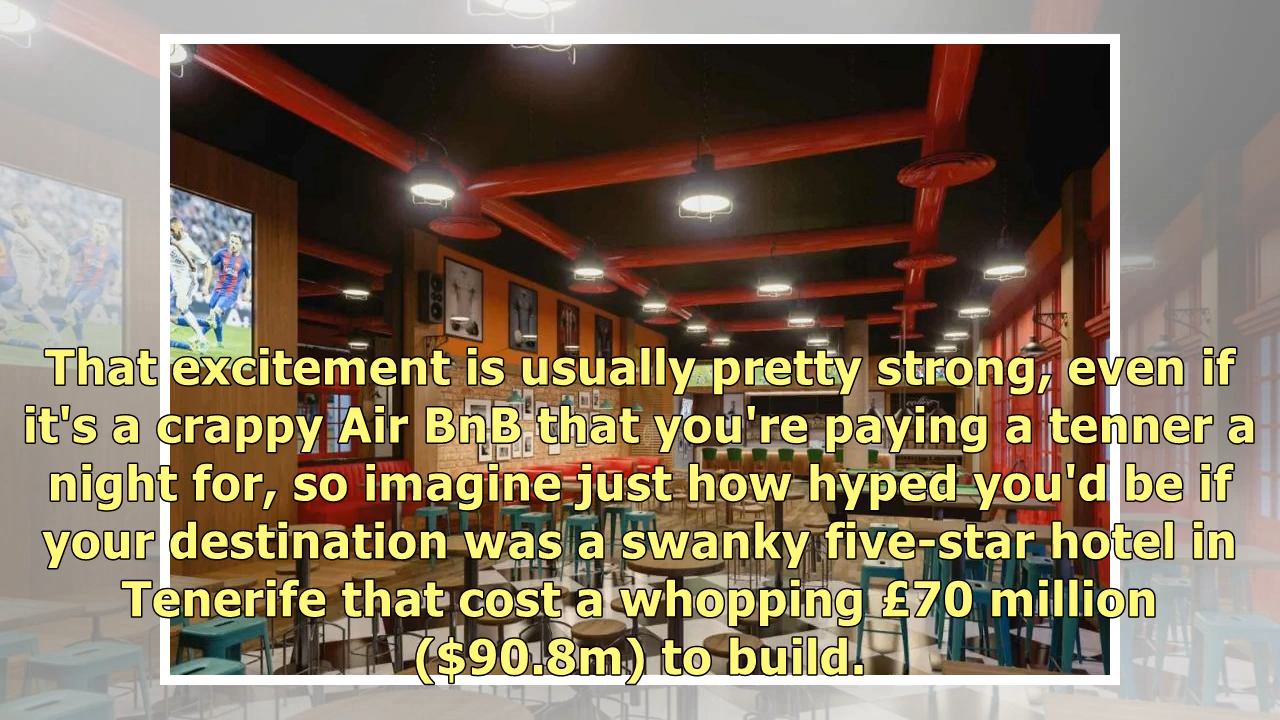 That excitement is usually pretty strong, even if
it's a crappy Air BnB that you're paying a tenner a
night for, so imagine just how hyped you'd be if
your destination was a swanky five-star hotel in
Tenerife that cost a whopping £70 million
($90.8m) to build.